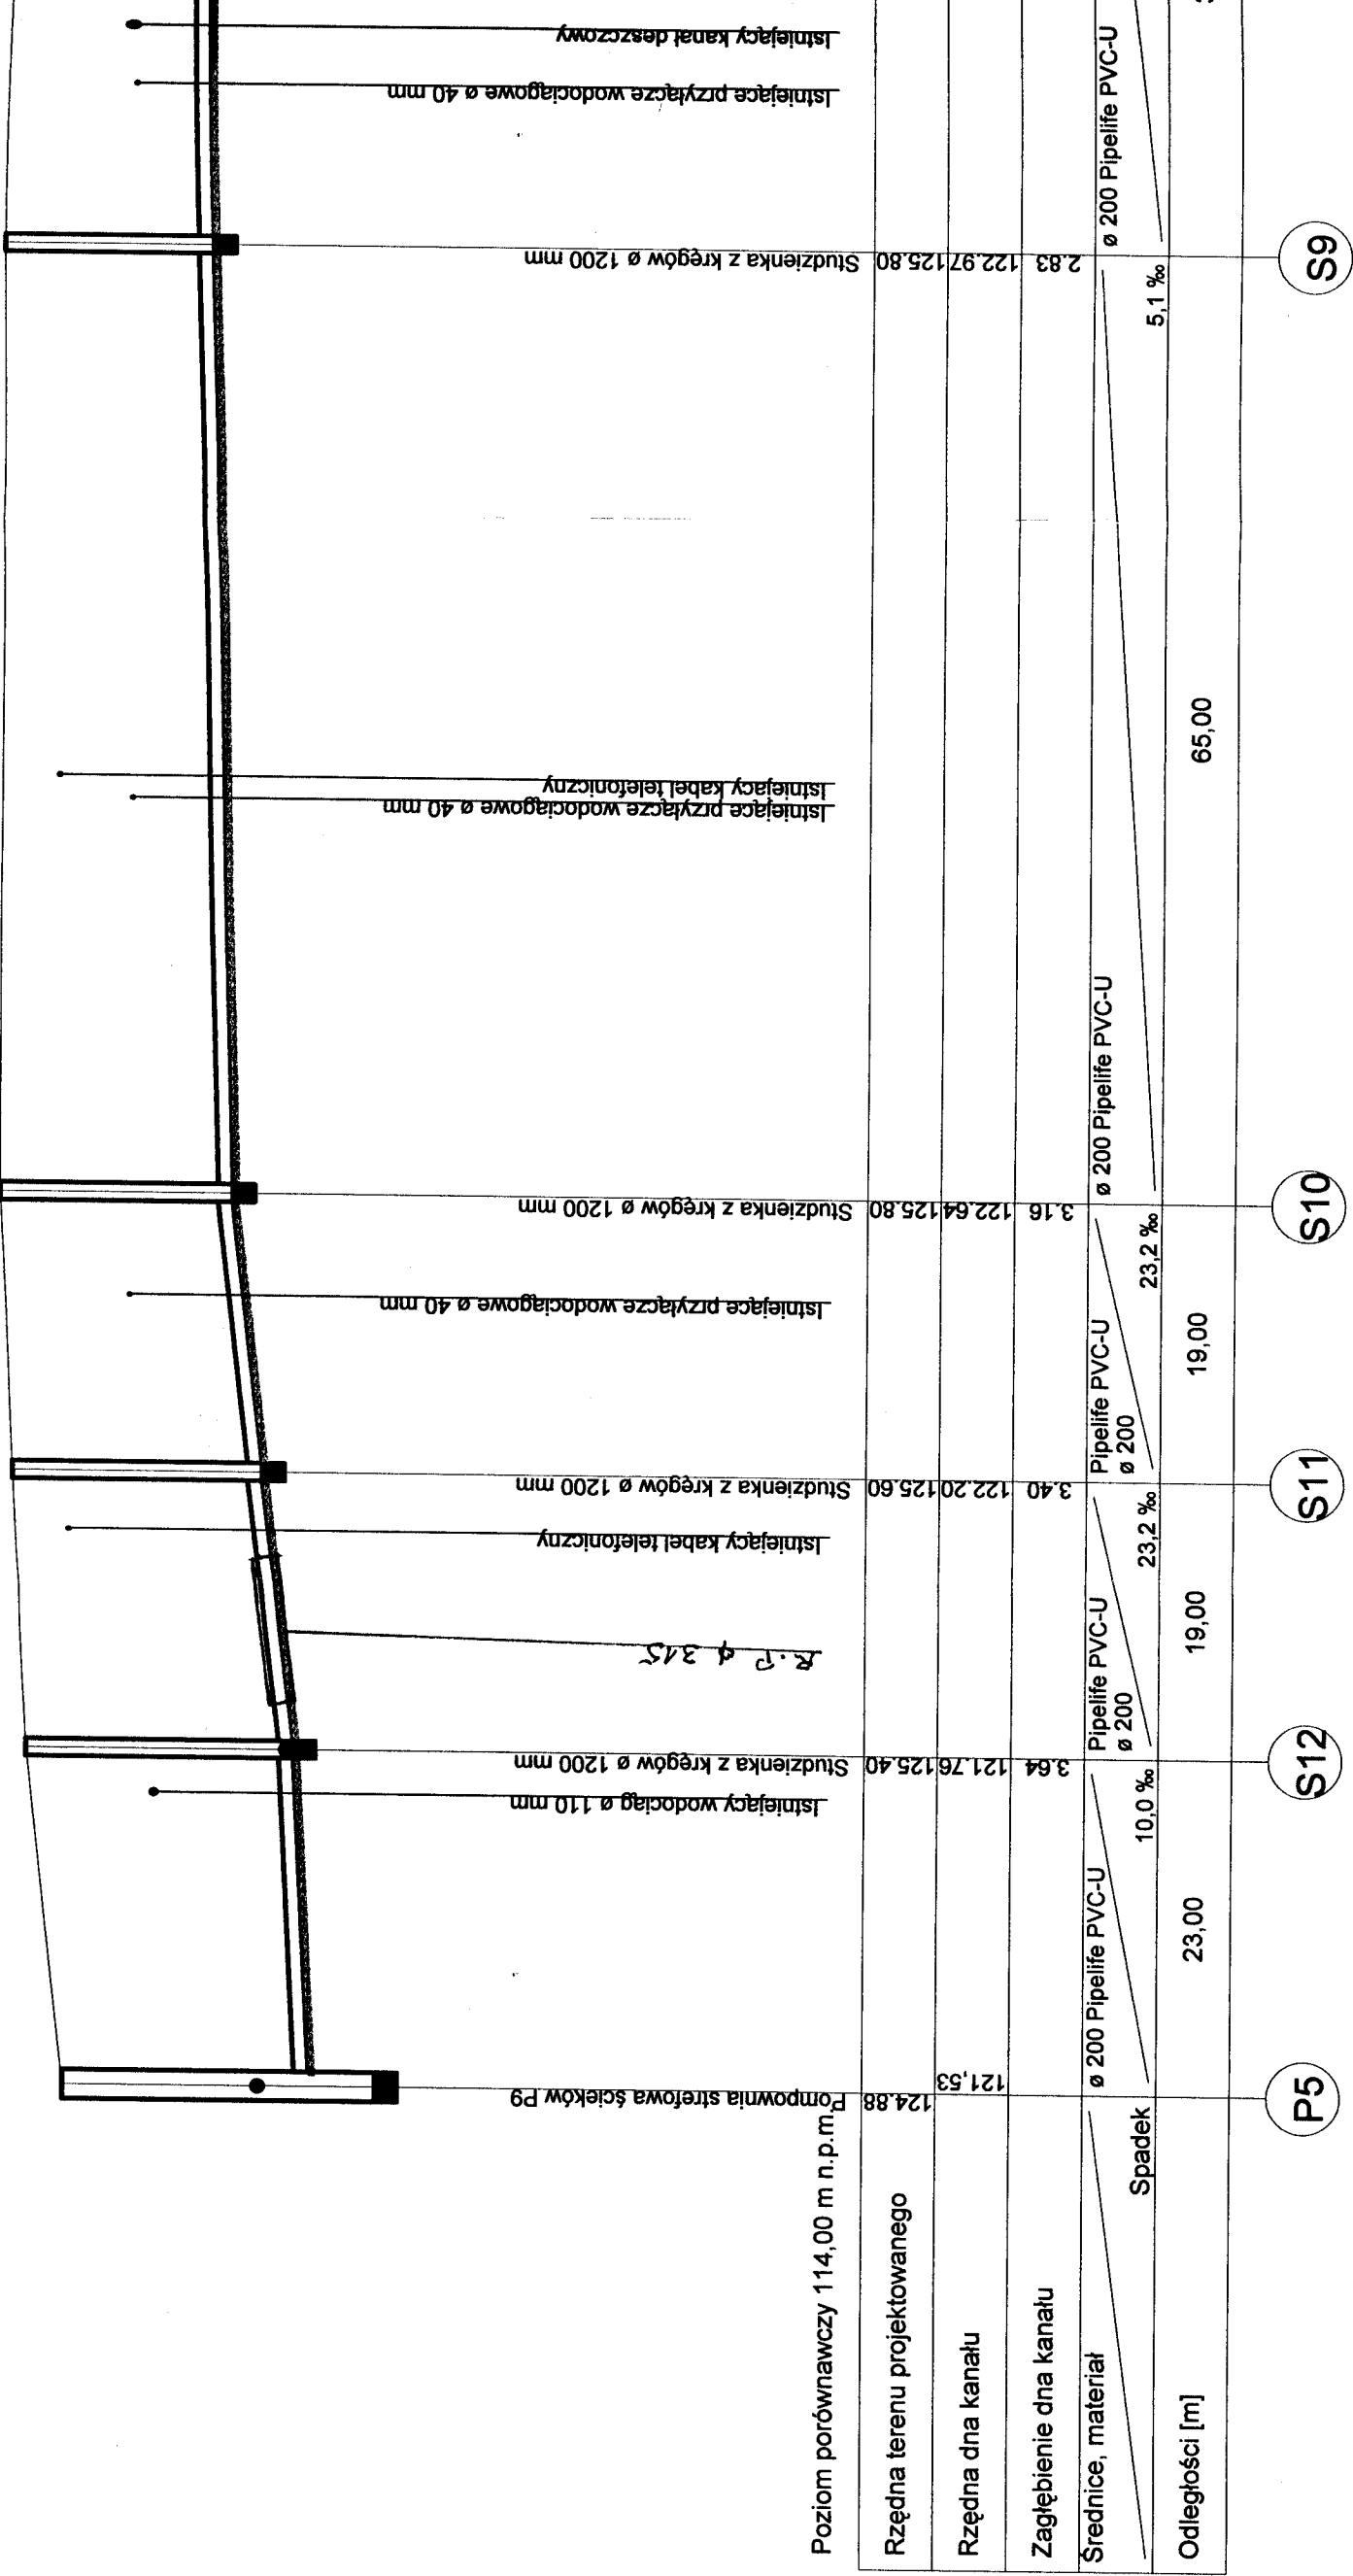 Istniejący kanał deszczowy
Istniejące przyłącze wodociągowe ø 40 mm
Studzienka z kręgów ø 1200 mm
Istniejący kabel telefoniczny
Istniejące przyłącze wodociągowe ø 40 mm
Studzienka z kręgów ø 1200 mm
Istniejące przyłącze wodociągowe ø 40 mm
Studzienka z kręgów ø 1200 mm
Istniejący kabel telefoniczny
R.P ϕ 315
Studzienka z kręgów ø 1200 mm
Istniejący wodociąg ø 110 mm
Pompownia strefowa ścieków P9
Poziom porównawczy 114,00 m n.p.m.
Rzędna terenu projektowanego
124.88
125.40
125.60
125.80
125.80
Rzędna dna kanału
121,53
121.76
122.20
122.64
122.97
Zagłębienie dna kanału
3.64
3.40
3.16
2.83
Średnice, materiał
Spadek
ø 200 Pipelife PVC-U
10,0 ‰
Pipelife PVC-U
ø 200
23,2 ‰
Pipelife PVC-U
ø 200
23,2 ‰
ø 200 Pipelife PVC-U
5,1 ‰
ø 200 Pipelife PVC-U
Odległości [m]
23,00
19,00
19,00
65,00
P5
S12
S11
S10
S9